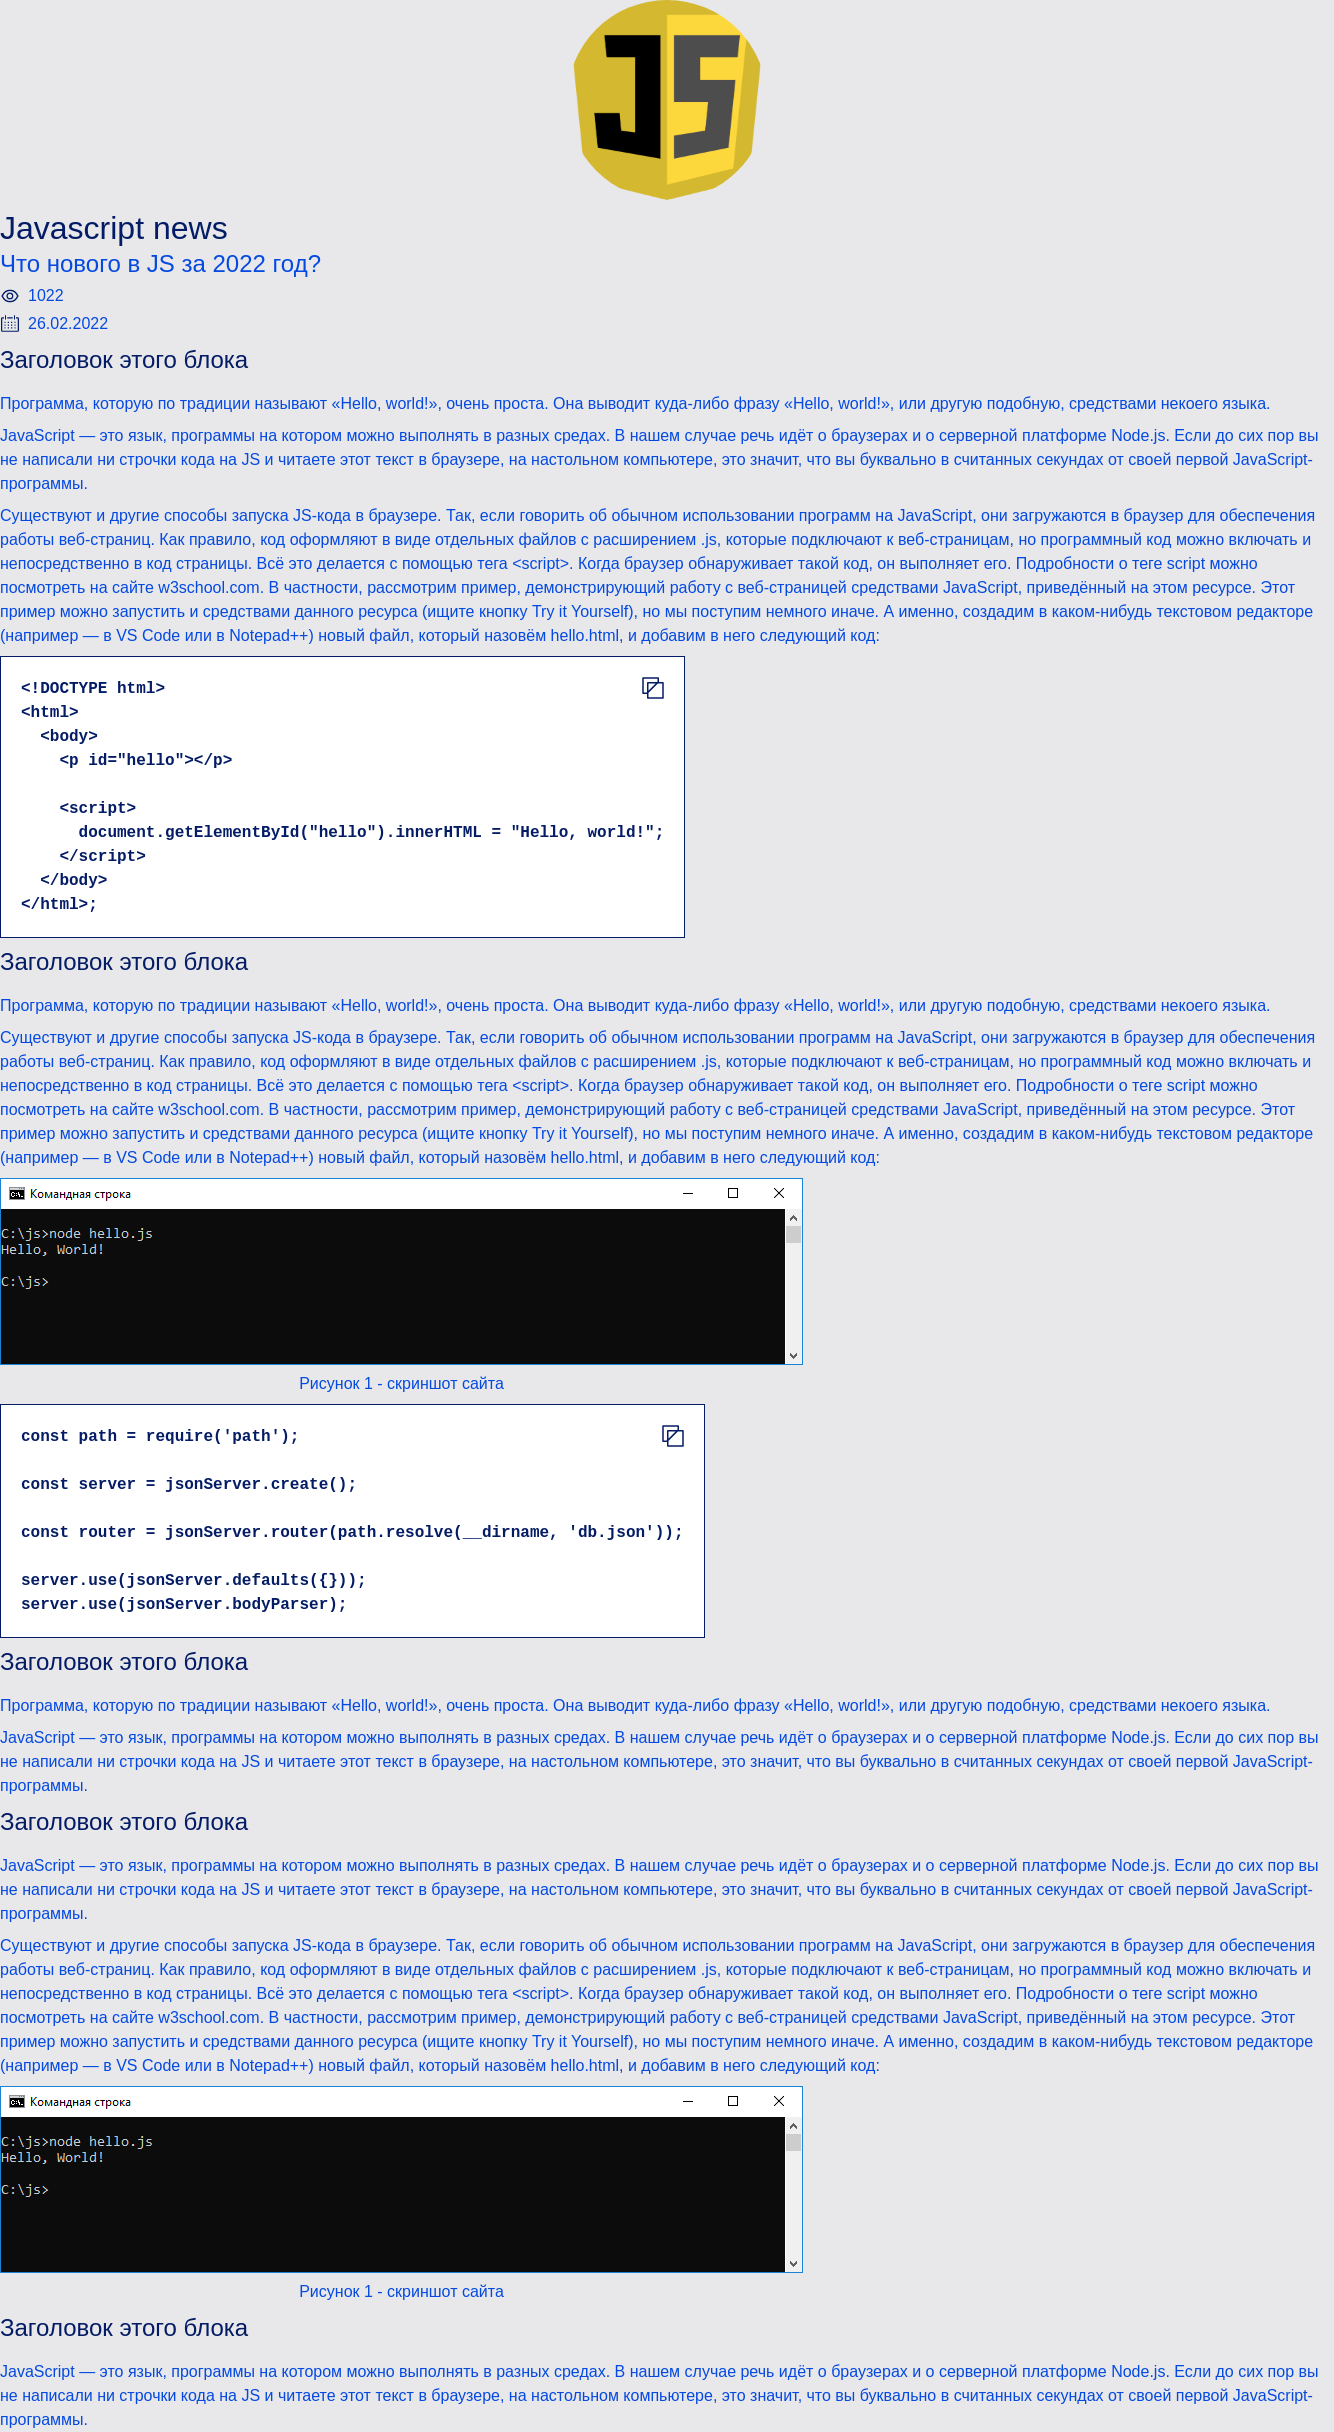 JS
Javascript news
Что нового в JS за 2022 год?
1022
26.02.2022
Заголовок этого блока
Программа, которую по традиции называют «Hello, world!», очень проста. Она выводит куда-либо фразу «Hello, world!», или другую подобную, средствами некоего языка.
JavaScript — это язык, программы на котором можно выполнять в разных средах. В нашем случае речь идёт о браузерах и о серверной платформе Node.js. Если до сих пор вы
не написали ни строчки кода на JS и читаете этот текст в браузере, на настольном компьютере, это значит, что вы буквально в считанных секундах от своей первой JavaScript-
программы.
Существуют и другие способы запуска JS-кода в браузере. Так, если говорить об обычном использовании программ на JavaScript, они загружаются в браузер для обеспечения
работы веб-страниц. Как правило, код оформляют в виде отдельных файлов с расширением .js, которые подключают к веб-страницам, но программный код можно включать и
непосредственно в код страницы. Всё это делается с помощью тега <script>. Когда браузер обнаруживает такой код, он выполняет его. Подробности о теге script можно
посмотреть на сайте w3school.com. В частности, рассмотрим пример, демонстрирующий работу с веб-страницей средствами JavaScript, приведённый на этом ресурсе. Этот
пример можно запустить и средствами данного ресурса (ищите кнопку Try it Yourself), но мы поступим немного иначе. А именно, создадим в каком-нибудь текстовом редакторе
(например — в VS Code или в Notepad++) новый файл, который назовём hello.html, и добавим в него следующий код:
<!DOCTYPE html>
<html>
  <body>
    <p id="hello"></p>

    <script>
      document.getElementById("hello").innerHTML = "Hello, world!";
    </script>
  </body>
</html>;
Заголовок этого блока
Программа, которую по традиции называют «Hello, world!», очень проста. Она выводит куда-либо фразу «Hello, world!», или другую подобную, средствами некоего языка.
Существуют и другие способы запуска JS-кода в браузере. Так, если говорить об обычном использовании программ на JavaScript, они загружаются в браузер для обеспечения
работы веб-страниц. Как правило, код оформляют в виде отдельных файлов с расширением .js, которые подключают к веб-страницам, но программный код можно включать и
непосредственно в код страницы. Всё это делается с помощью тега <script>. Когда браузер обнаруживает такой код, он выполняет его. Подробности о теге script можно
посмотреть на сайте w3school.com. В частности, рассмотрим пример, демонстрирующий работу с веб-страницей средствами JavaScript, приведённый на этом ресурсе. Этот
пример можно запустить и средствами данного ресурса (ищите кнопку Try it Yourself), но мы поступим немного иначе. А именно, создадим в каком-нибудь текстовом редакторе
(например — в VS Code или в Notepad++) новый файл, который назовём hello.html, и добавим в него следующий код:
Командная строка
C:\js>node hello.js
Hello, World!
C:\js>
Рисунок 1 - скриншот сайта
const path = require('path');

const server = jsonServer.create();

const router = jsonServer.router(path.resolve(__dirname, 'db.json'));

server.use(jsonServer.defaults({}));
server.use(jsonServer.bodyParser);
Заголовок этого блока
Программа, которую по традиции называют «Hello, world!», очень проста. Она выводит куда-либо фразу «Hello, world!», или другую подобную, средствами некоего языка.
JavaScript — это язык, программы на котором можно выполнять в разных средах. В нашем случае речь идёт о браузерах и о серверной платформе Node.js. Если до сих пор вы
не написали ни строчки кода на JS и читаете этот текст в браузере, на настольном компьютере, это значит, что вы буквально в считанных секундах от своей первой JavaScript-
программы.
Заголовок этого блока
JavaScript — это язык, программы на котором можно выполнять в разных средах. В нашем случае речь идёт о браузерах и о серверной платформе Node.js. Если до сих пор вы
не написали ни строчки кода на JS и читаете этот текст в браузере, на настольном компьютере, это значит, что вы буквально в считанных секундах от своей первой JavaScript-
программы.
Существуют и другие способы запуска JS-кода в браузере. Так, если говорить об обычном использовании программ на JavaScript, они загружаются в браузер для обеспечения
работы веб-страниц. Как правило, код оформляют в виде отдельных файлов с расширением .js, которые подключают к веб-страницам, но программный код можно включать и
непосредственно в код страницы. Всё это делается с помощью тега <script>. Когда браузер обнаруживает такой код, он выполняет его. Подробности о теге script можно
посмотреть на сайте w3school.com. В частности, рассмотрим пример, демонстрирующий работу с веб-страницей средствами JavaScript, приведённый на этом ресурсе. Этот
пример можно запустить и средствами данного ресурса (ищите кнопку Try it Yourself), но мы поступим немного иначе. А именно, создадим в каком-нибудь текстовом редакторе
(например — в VS Code или в Notepad++) новый файл, который назовём hello.html, и добавим в него следующий код:
Командная строка
C:\js>node hello.js
Hello, World!
C:\js>
Рисунок 1 - скриншот сайта
Заголовок этого блока
JavaScript — это язык, программы на котором можно выполнять в разных средах. В нашем случае речь идёт о браузерах и о серверной платформе Node.js. Если до сих пор вы
не написали ни строчки кода на JS и читаете этот текст в браузере, на настольном компьютере, это значит, что вы буквально в считанных секундах от своей первой JavaScript-
программы.